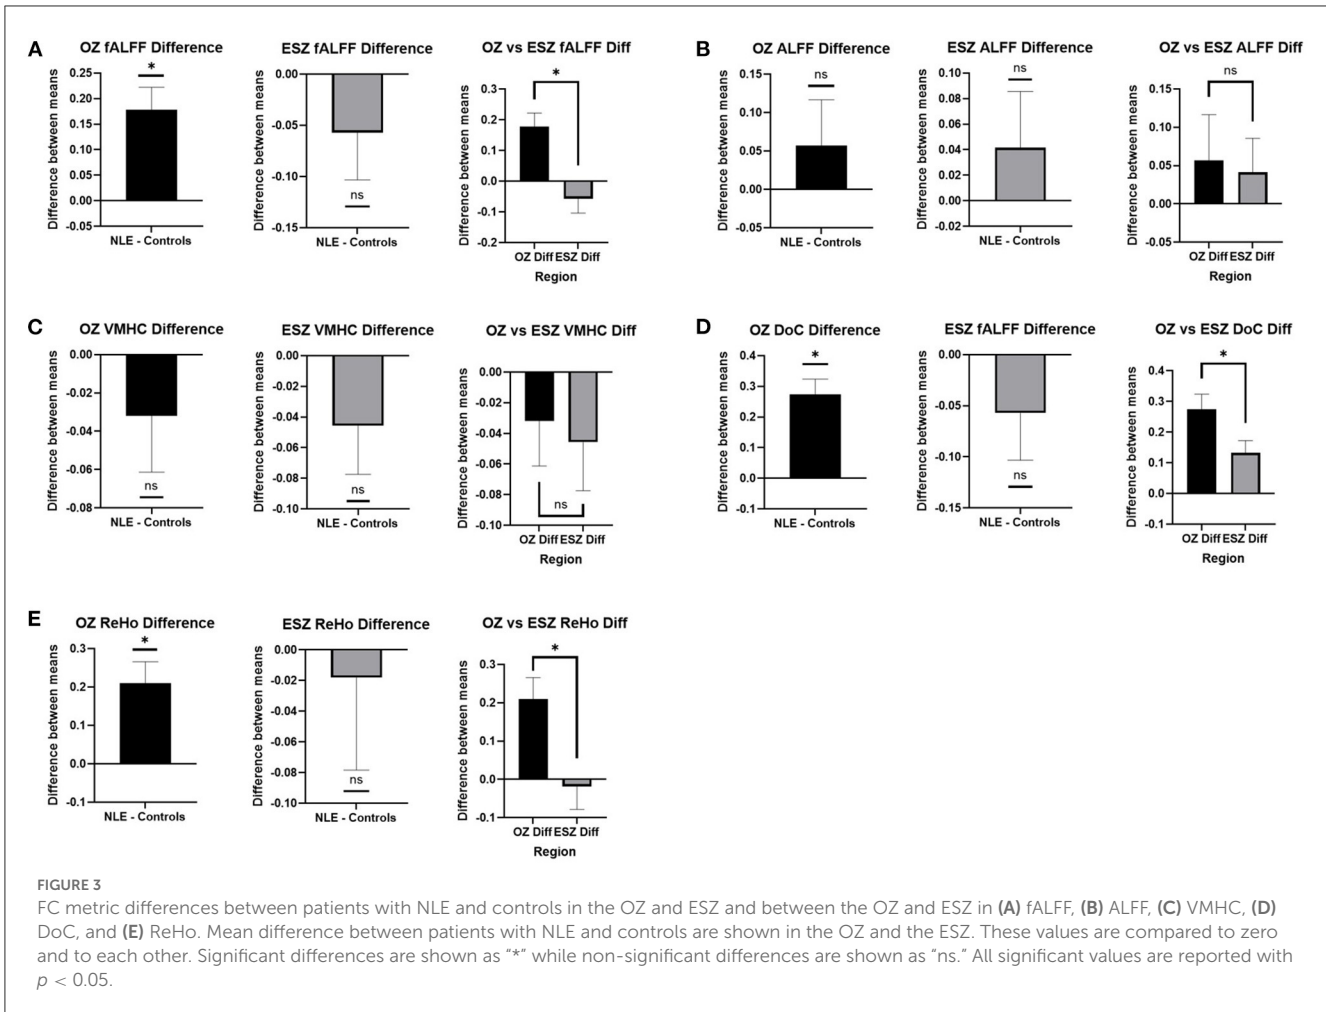 A
OZ fALFF Difference
Difference between means
0.25
0.20
0.15
0.10
0.05
0.00
-0.05
*
NLE - Controls
ESZ fALFF Difference
Difference between means
0.00
-0.05
-0.10
-0.15
ns
NLE - Controls
OZ vs ESZ fALFF Diff
Difference between means
0.3
0.2
0.1
0.0
-0.1
-0.2
*
OZ Diff ESZ Diff
Region
B
OZ ALFF Difference
Difference between means
0.15
0.10
0.05
0.00
-0.05
ns
NLE - Controls
ESZ ALFF Difference
Difference between means
0.10
0.08
0.06
0.04
0.02
0.00
-0.02
ns
NLE - Controls
OZ vs ESZ ALFF Diff
Difference between means
0.15
0.10
0.05
0.00
-0.05
ns
OZ Diff ESZ Diff
Region
C
OZ VMHC Difference
Difference between means
0.00
-0.02
-0.04
-0.06
-0.08
ns
NLE - Controls
ESZ VMHC Difference
Difference between means
0.00
-0.02
-0.04
-0.06
-0.08
-0.10
ns
NLE - Controls
OZ vs ESZ VMHC Diff
Difference between means
0.00
-0.02
-0.04
-0.06
-0.08
-0.10
ns
OZ Diff ESZ Diff
Region
D
OZ DoC Difference
Difference between means
0.4
0.3
0.2
0.1
0.0
-0.1
*
NLE - Controls
ESZ fALFF Difference
Difference between means
0.00
-0.05
-0.10
-0.15
ns
NLE - Controls
OZ vs ESZ DoC Diff
Difference between means
0.4
0.3
0.2
0.1
0.0
-0.1
*
OZ Diff ESZ Diff
Region
E
OZ ReHo Difference
Difference between means
0.3
0.2
0.1
0.0
-0.1
*
NLE - Controls
ESZ ReHo Difference
Difference between means
0.00
-0.02
-0.04
-0.06
-0.08
-0.10
ns
NLE - Controls
OZ vs ESZ ReHo Diff
Difference between means
0.3
0.2
0.1
0.0
-0.1
*
OZ Diff ESZ Diff
Region
FIGURE 3
FC metric differences between patients with NLE and controls in the OZ and ESZ and between the OZ and ESZ in (A) fALFF, (B) ALFF, (C) VMHC, (D)
DoC, and (E) ReHo. Mean difference between patients with NLE and controls are shown in the OZ and the ESZ. These values are compared to zero
and to each other. Significant differences are shown as “*” while non-significant differences are shown as “ns.” All significant values are reported with
p < 0.05.